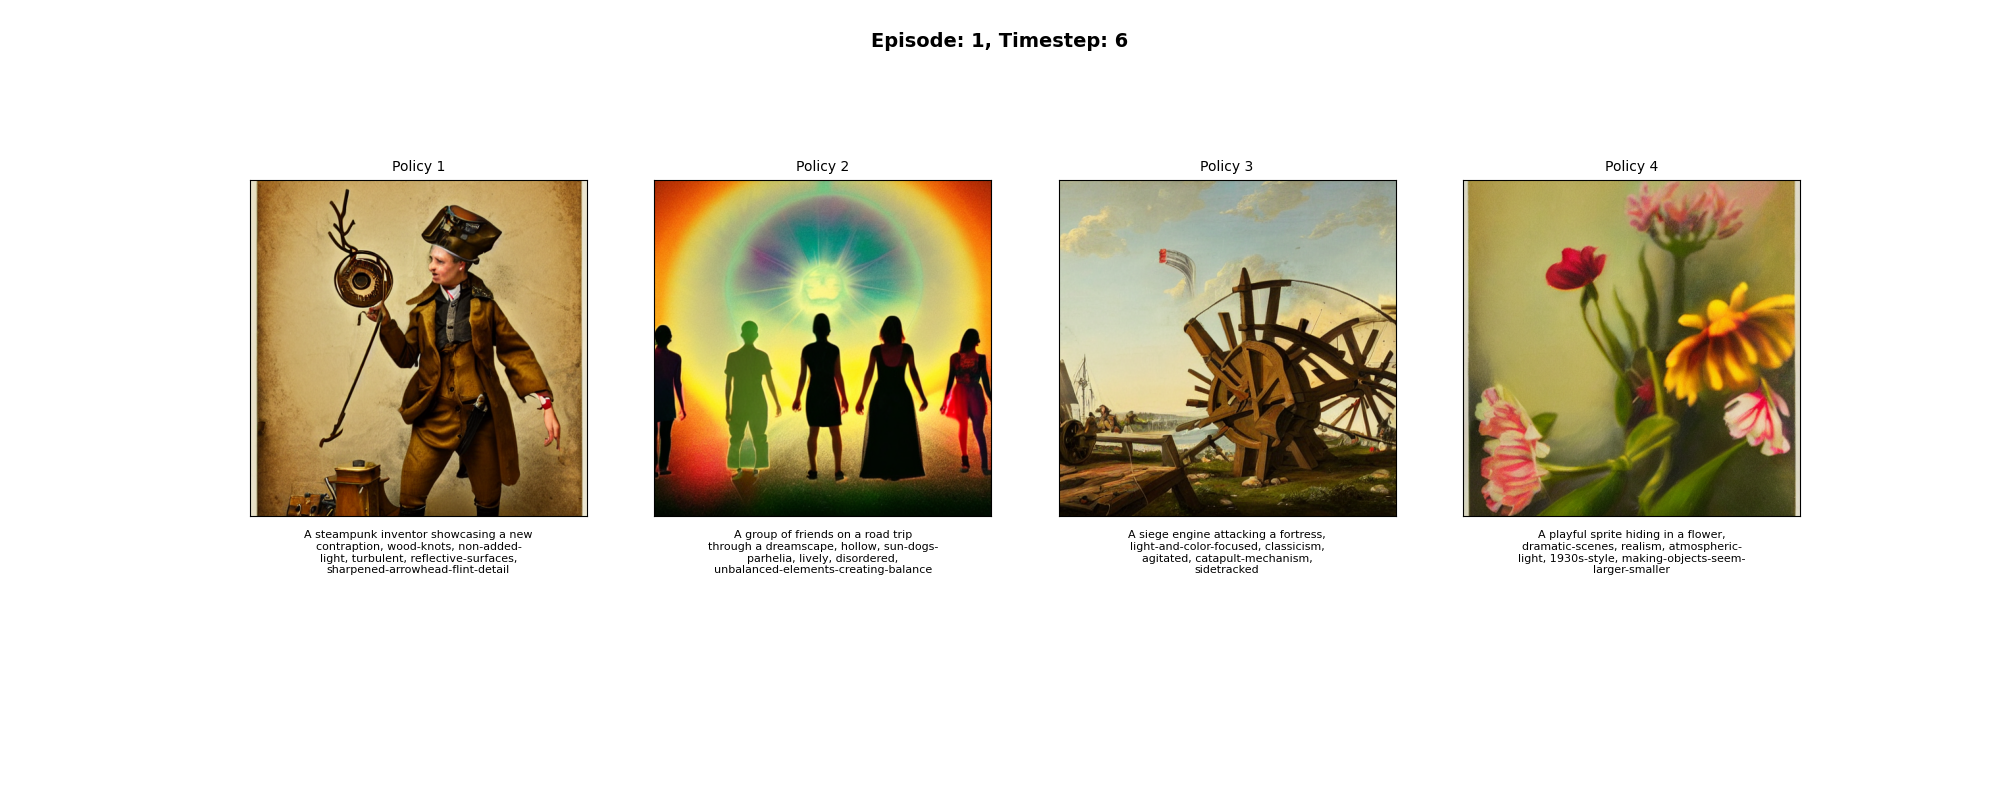 Episode: 1, Timestep: 6
Policy 1
A steampunk inventor showcasing a new
contraption, wood-knots, non-added-
light, turbulent, reflective-surfaces,
sharpened-arrowhead-flint-detail
Policy 2
A group of friends on a road trip
through a dreamscape, hollow, sun-dogs-
parhelia, lively, disordered,
unbalanced-elements-creating-balance
Policy 3
A siege engine attacking a fortress,
light-and-color-focused, classicism,
agitated, catapult-mechanism,
sidetracked
Policy 4
A playful sprite hiding in a flower,
dramatic-scenes, realism, atmospheric-
light, 1930s-style, making-objects-seem-
larger-smaller